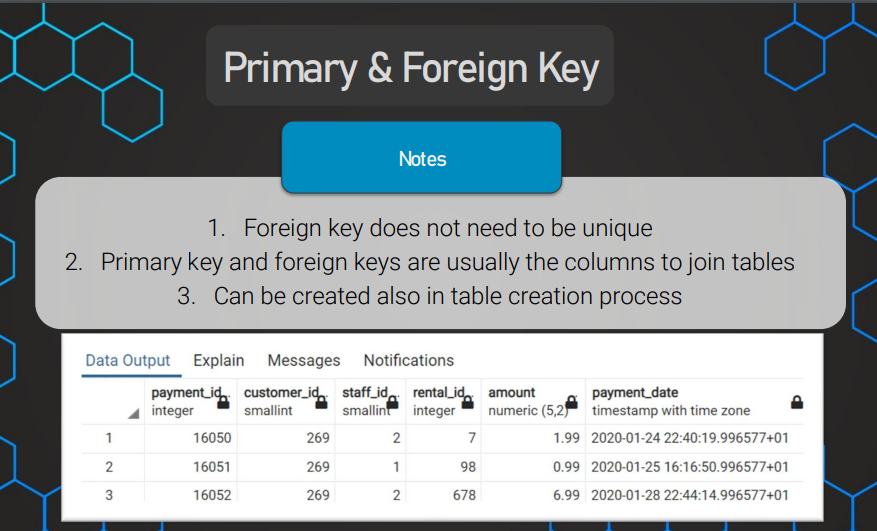 Primary & Foreign Key
Notes
1. Foreign key does not need to be unique
2. Primary key and foreign keys are usually the columns to join tables
3. Can be created also in table creation process
Data Output Explain Messages Notifications
payment_id customer_id staff_id rental_id amount payment_date
integer smallint smallint integer numeric (5,2) timestamp with time zone
1 16050 269 2 7 1.99 2020-01-24 22:40:19.996577+01
2 16051 269 1 98 0.99 2020-01-25 16:16:50.996577+01
3 16052 269 2 678 6.99 2020-01-28 22:44:14.996577+01